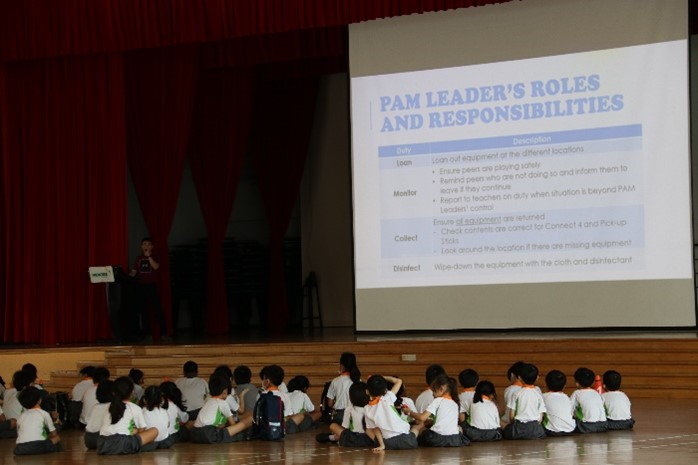 PAM LEADER'S ROLES
AND RESPONSIBILITIES
Duty Description
Loan Loan out equipment at the different locations
Monitor
• Ensure peers are playing safely
• Remind peers who are not doing so and inform them to
leave if they continue
• Report to teachers on duty when situation is beyond PAM
Leaders' control
Collect
Ensure all equipment are returned
- Check contents are correct for Connect 4 and Pick-up
Sticks
- Look around the location if there are missing equipment
Disinfect Wipe-down the equipment with the cloth and disinfectant